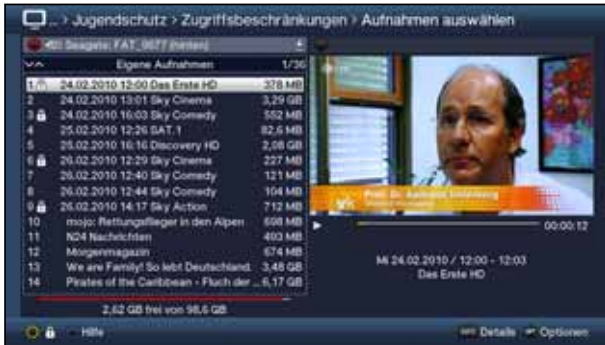 ... > Jugendschutz > Zugriffsbeschränkungen > Aufnahmen auswählen
Seagate: FAT_9677 (hinten)
Eigene Aufnahmen 1/36
1 24.02.2010 12:00 Das Erste HD 378 MB
2 24.02.2010 13:01 Sky Cinema 3,29 GB
3 24.02.2010 16:03 Sky Comedy 552 MB
4 25.02.2010 12:26 SAT.1 82,6 MB
5 25.02.2010 16:16 Discovery HD 2,08 GB
6 26.02.2010 12:29 Sky Cinema 227 MB
7 26.02.2010 12:40 Sky Comedy 121 MB
8 26.02.2010 12:44 Sky Comedy 104 MB
9 26.02.2010 14:17 Sky Action 712 MB
10 mojo: Rettungsflieger in den Alpen 698 MB
11 N24 Nachrichten 493 MB
12 Morgenmagazin 674 MB
13 We are Family! So lebt Deutschland. 3,48 GB
14 Pirates of the Caribbean - Fluch der ... 6,17 GB
2,62 GB frei von 98,6 GB
Prof. Dr.
00:00:12
Mi 24.02.2010 / 12:00 - 12:03
Das Erste HD
Hilfe
Details
Optionen